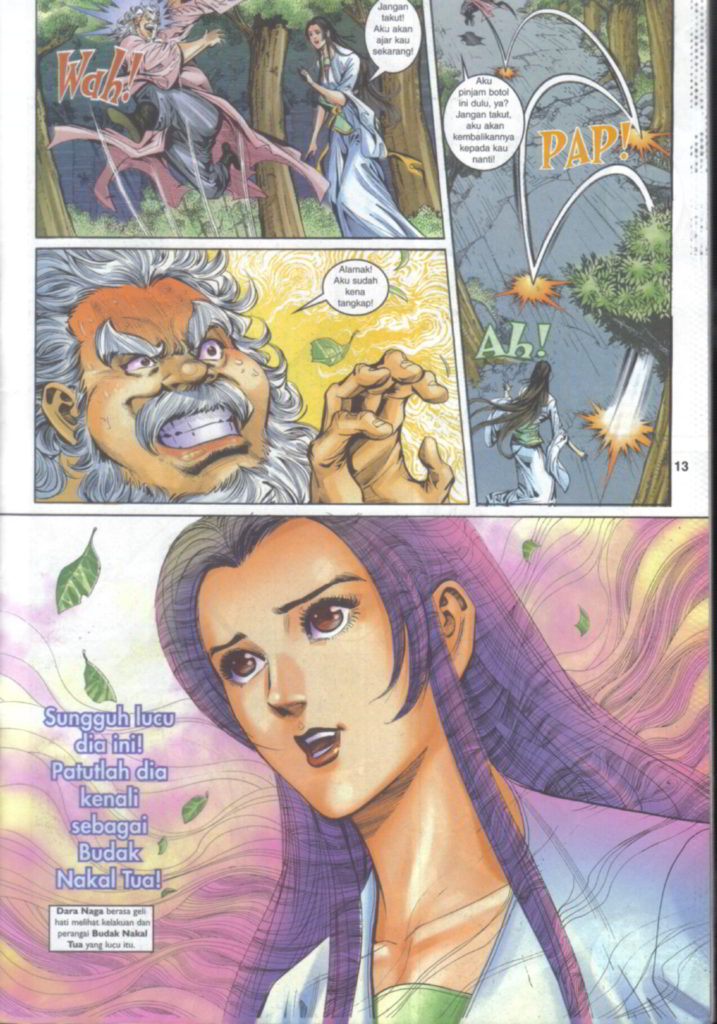 Wah!
Jangan
takut!
Aku akan
ajar kau
sekarang!
Aku
pinjam botol
ini dulu, ya?
Jangan takut,
aku akan
kembalikannya
kepada kau
nanti!
PAP!
Ah!
Alamak!
Aku sudah
kena
tangkap!
13
Sungguh lucu
dia ini!
Patutlah dia
kenali
sebagai
Budak
Nakal Tua!
Dara Naga berasa geli
hati melihat kelakuan dan
perangai Budak Nakal
Tua yang lucu itu.